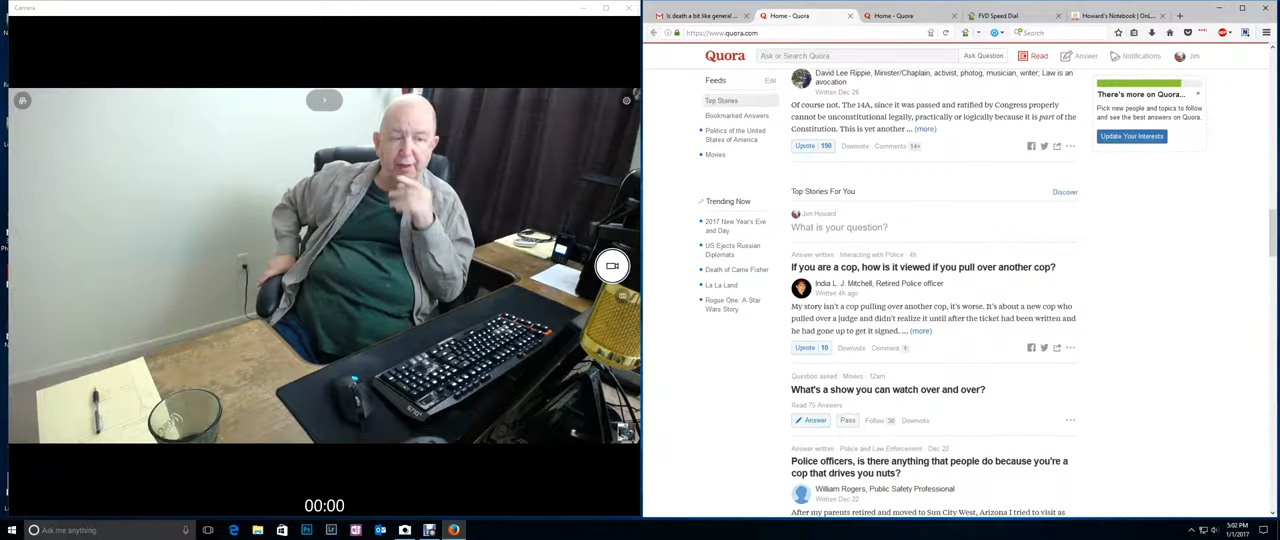 Camera
00:00
Is death a bit like general ...
Home - Quora
Home - Quora
FVD Speed Dial
Howard's Notebook | OnL...
https://www.quora.com
Search
Quora
Ask or Search Quora
Ask Question
Read
Answer
Notifications
Jim
Feeds
Edit
Top Stories
Bookmarked Answers
Politics of the United
States of America
Movies
Trending Now
2017 New Year's Eve
and Day
US Ejects Russian
Diplomats
Death of Carrie Fisher
La La Land
Rogue One: A Star
Wars Story
David Lee Rippie, Minister/Chaplain, activist, photog, musician, writer; Law is an
avocation
Written Dec 26
Of course not. The 14A, since it was passed and ratified by Congress properly
cannot be unconstitutional legally, practically or logically because it is part of the
Constitution. This is yet another ... (more)
Upvote 190
Downvote
Comments 14+
Top Stories For You
Discover
Jim Howard
What is your question?
Answer written · Interacting with Police · 4h
If you are a cop, how is it viewed if you pull over another cop?
India L. J. Mitchell, Retired Police officer
Written 4h ago
My story isn't a cop pulling over another cop, it's worse. It's about a new cop who
pulled over a judge and didn't realize it until after the ticket had been written and
he had gone up to get it signed. ... (more)
Upvote 10
Downvote
Comment 1
Question asked · Movies · 12am
What's a show you can watch over and over?
Read 75 Answers
Answer
Pass
Follow 36
Downvote
Answer written · Police and Law Enforcement · Dec 22
Police officers, is there anything that people do because you're a
cop that drives you nuts?
William Rogers, Public Safety Professional
Written Dec 22
After my parents retired and moved to Sun City West, Arizona I tried to visit as
There's more on Quora...
Pick new people and topics to follow
and see the best answers on Quora.
Update Your Interests
Ask me anything
5:02 PM
1/1/2017